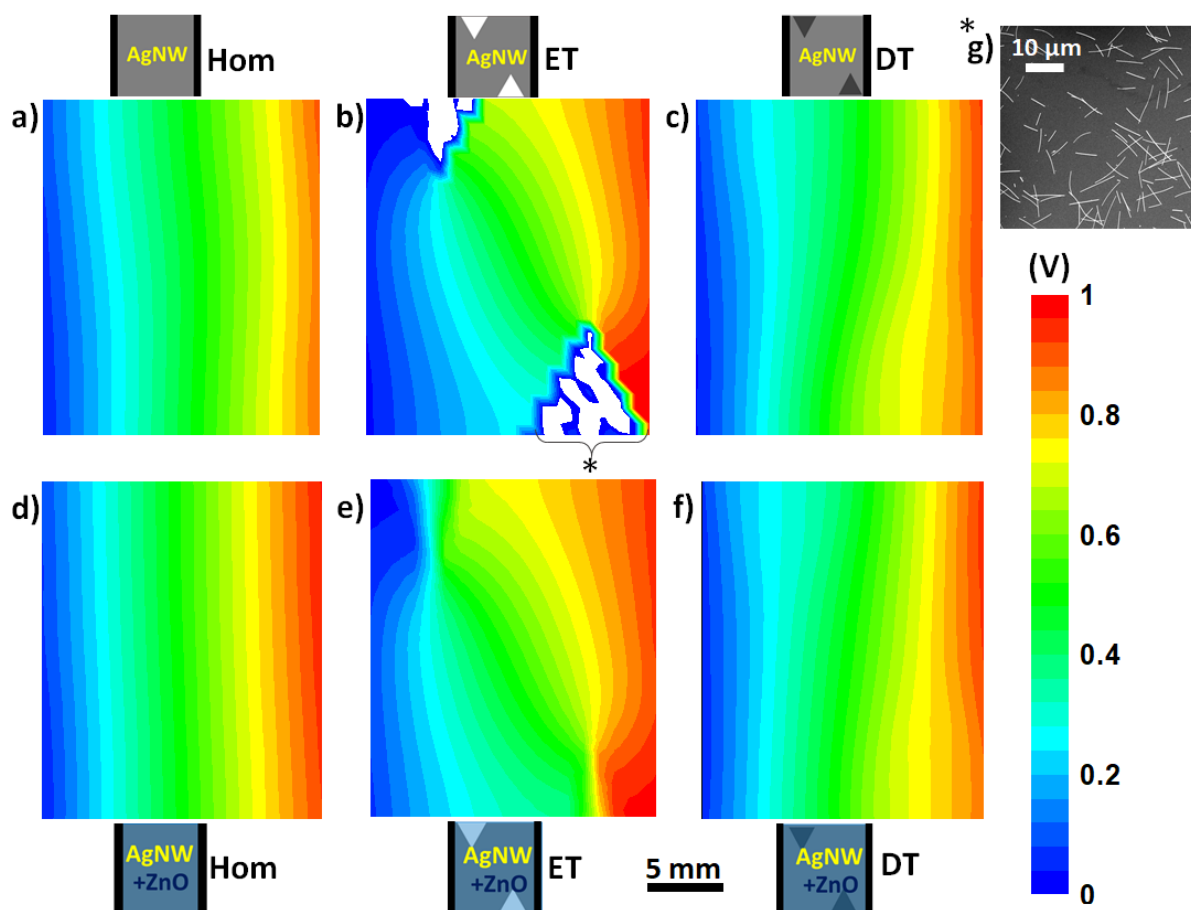 AgNW Hom
AgNW ET
AgNW DT
*
g) 10 µm
a)
b)
c)
(V)
1
0.8
0.6
0.4
0.2
0
*
d)
e)
f)
AgNW
+ZnO Hom
AgNW
+ZnO ET
5 mm
AgNW
+ZnO DT